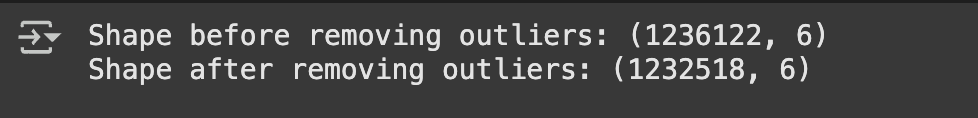 Shape before removing outliers: (1236122, 6)
Shape after removing outliers: (1232518, 6)